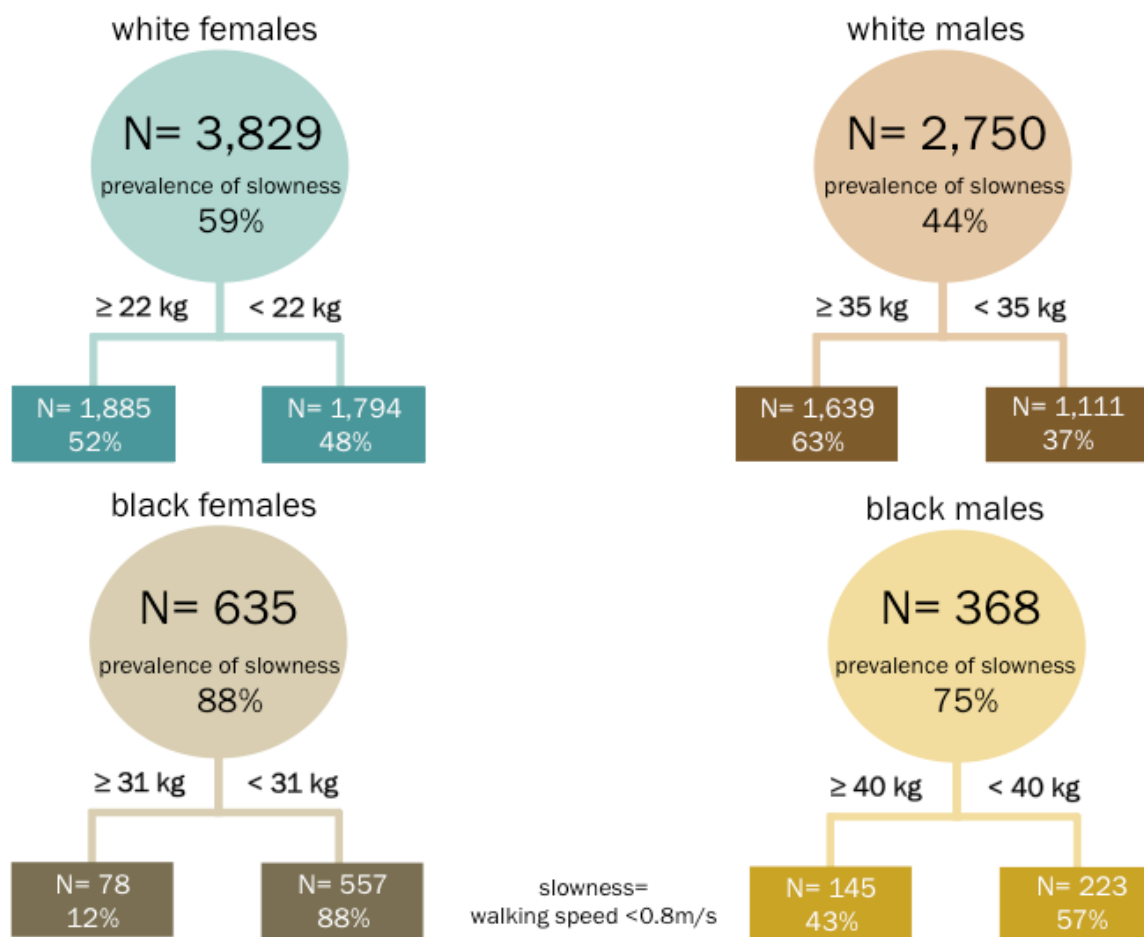 white females
N= 3,829
prevalence of slowness
59%
≥ 22 kg
< 22 kg
N= 1,885
52%
N= 1,794
48%
white males
N= 2,750
prevalence of slowness
44%
≥ 35 kg
< 35 kg
N= 1,639
63%
N= 1,111
37%
black females
N= 635
prevalence of slowness
88%
≥ 31 kg
< 31 kg
N= 78
12%
N= 557
88%
slowness=
walking speed <0.8m/s
black males
N= 368
prevalence of slowness
75%
≥ 40 kg
< 40 kg
N= 145
43%
N= 223
57%